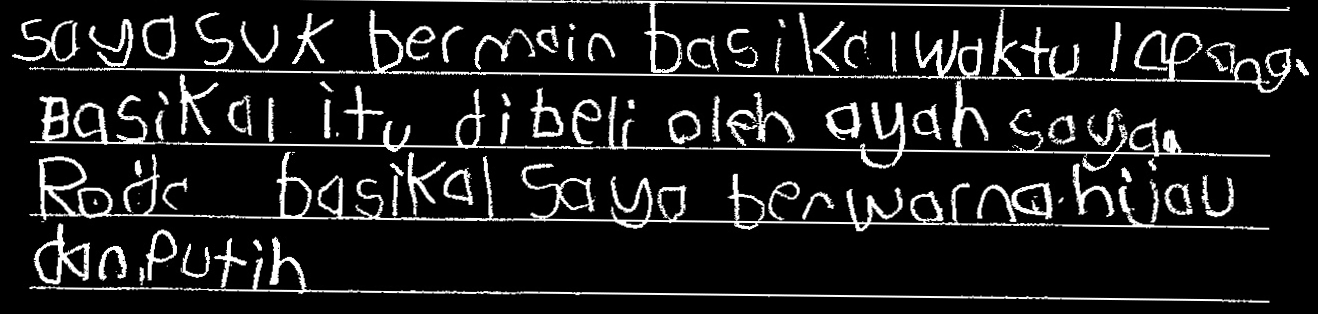 saya suk bermain basikal waktu lapang.
Basikal itu dibeli oleh ayah saya.
Roda basikal saya berwarna hijau
dan putih